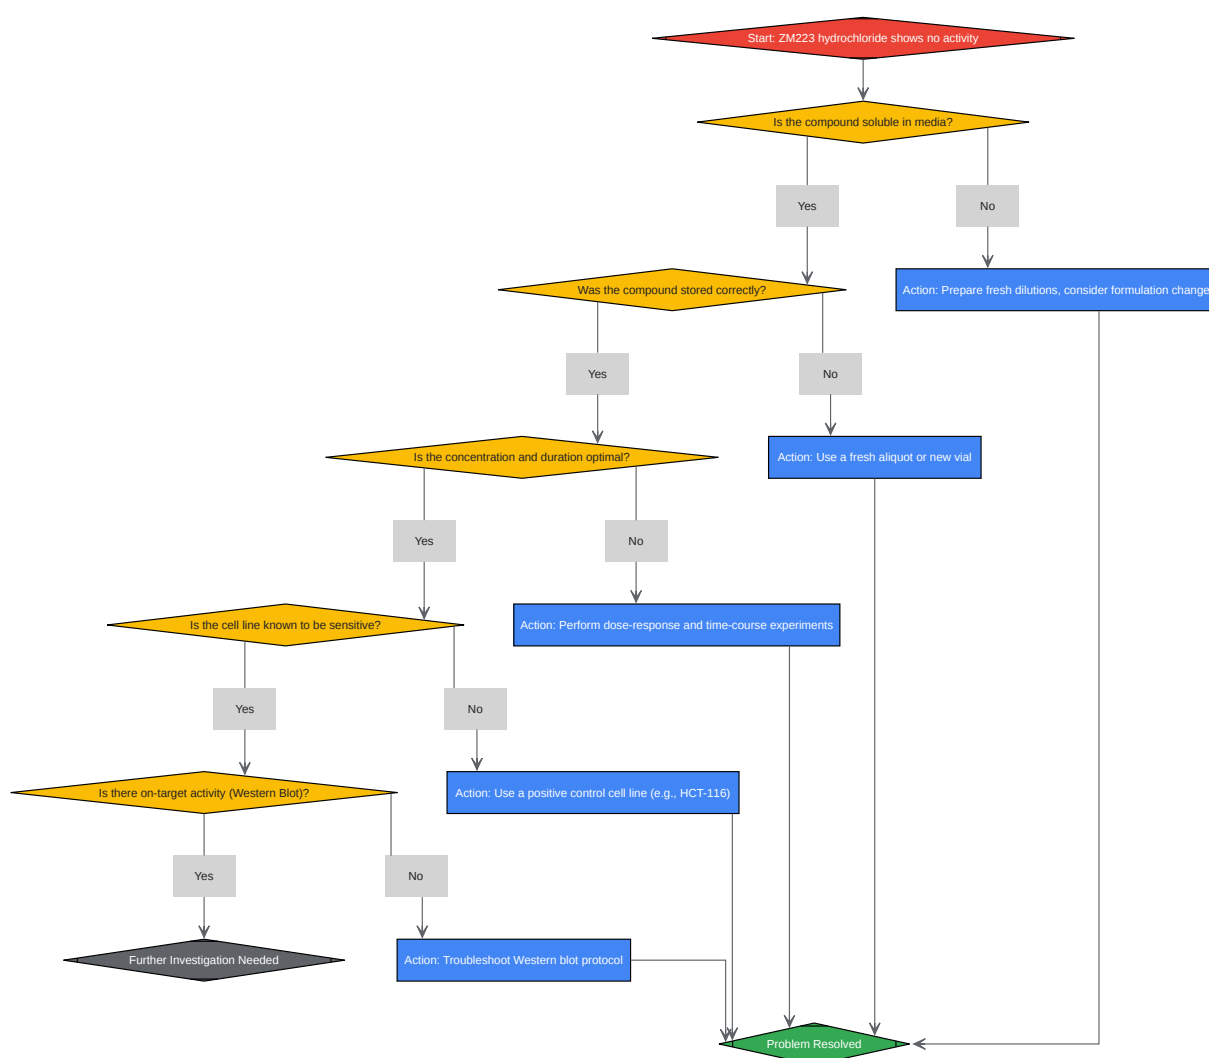 Start: ZM223 hydrochloride shows no activity
Is the compound soluble in media?
Yes
No
Was the compound stored correctly?
Action: Prepare fresh dilutions, consider formulation change
Yes
No
Is the concentration and duration optimal?
Action: Use a fresh aliquot or new vial
Yes
No
Is the cell line known to be sensitive?
Action: Perform dose-response and time-course experiments
Yes
No
Is there on-target activity (Western Blot)?
Action: Use a positive control cell line (e.g., HCT-116)
Yes
No
Further Investigation Needed
Action: Troubleshoot Western blot protocol
Problem Resolved